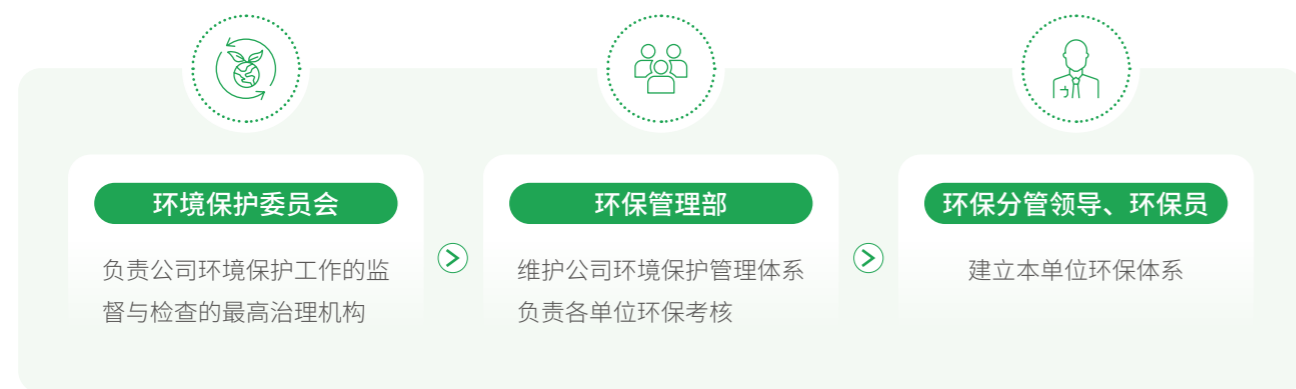 环境保护委员会
负责公司环境保护工作的监
督与检查的最高治理机构
环保管理部
维护公司环境保护管理体系
负责各单位环保考核
环保分管领导、环保员
建立本单位环保体系